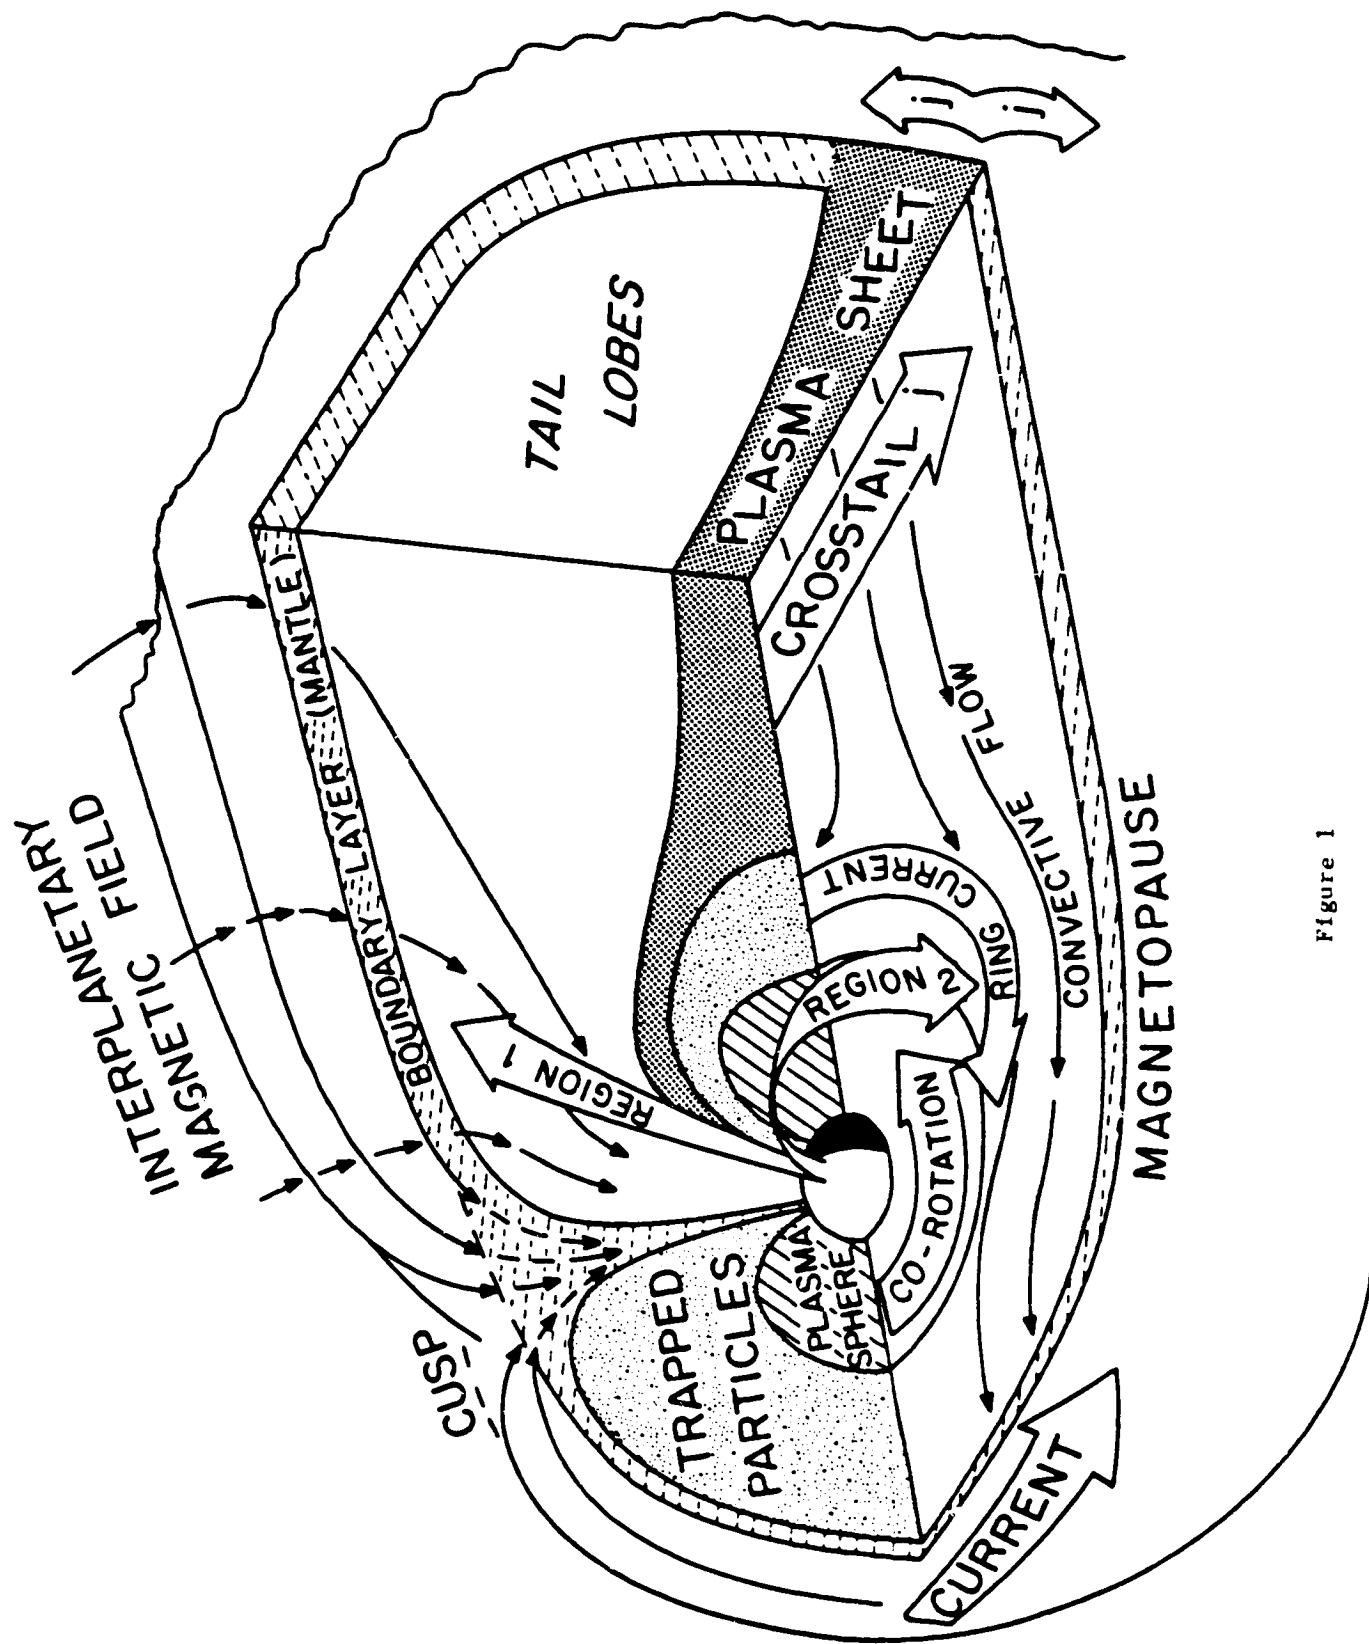 INTERPLANETARY
MAGNETIC FIELD
CUSP
BOUNDARY LAYER (MANTLE)
TAIL
LOBES
REGION 1
PLASMA SHEET
TRAPPED
PARTICLES
PLASMA
SPHERE
REGION 2
CROSSTAIL j
j
j
CO-ROTATION
RING CURRENT
CONVECTIVE FLOW
CURRENT
MAGNETOPAUSE
Figure 1